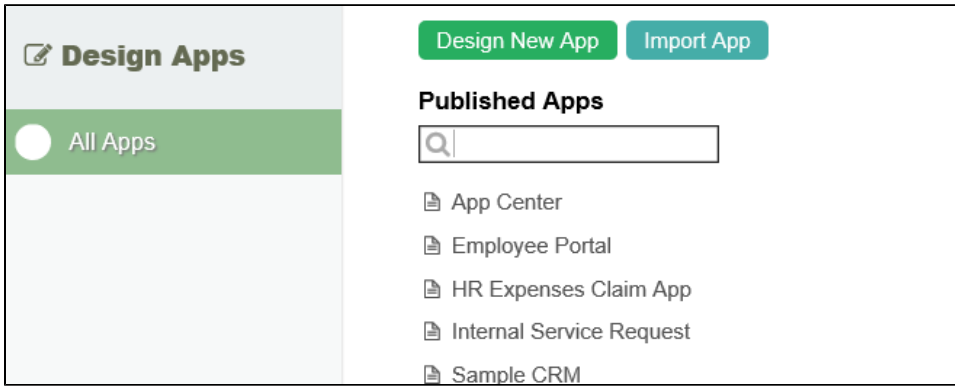 Design Apps
All Apps
Design New App
Import App
Published Apps
App Center
Employee Portal
HR Expenses Claim App
Internal Service Request
Sample CRM